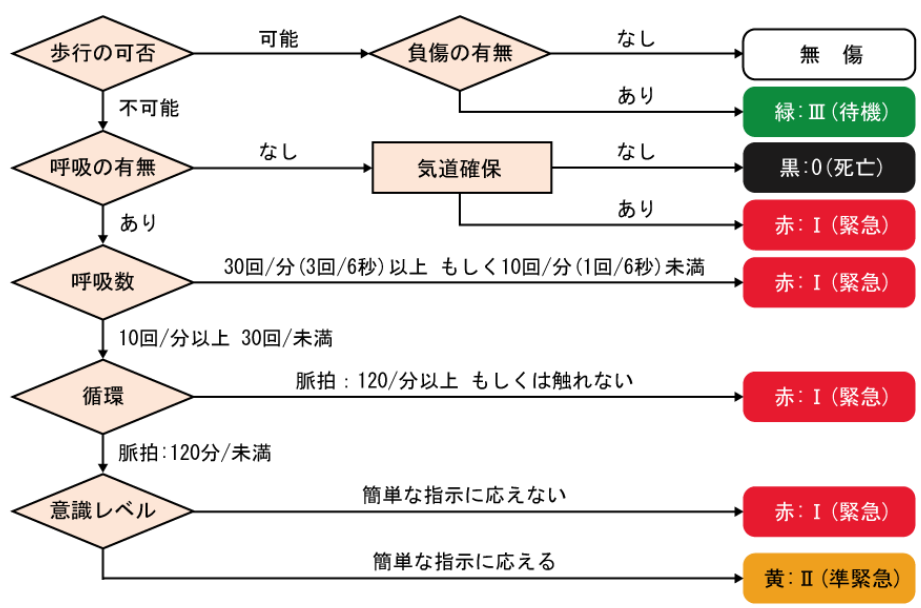 歩行の可否
可能
負傷の有無
なし
無 傷
あり
緑:Ⅲ(待機)
不可能
呼吸の有無
なし
気道確保
なし
黒:0(死亡)
あり
赤:Ⅰ(緊急)
あり
呼吸数
30回/分(3回/6秒)以上 もしく10回/分(1回/6秒)未満
赤:Ⅰ(緊急)
10回/分以上 30回/未満
循環
脈拍:120/分以上 もしくは触れない
赤:Ⅰ(緊急)
脈拍:120分/未満
意識レベル
簡単な指示に応えない
赤:Ⅰ(緊急)
簡単な指示に応える
黄:Ⅱ(準緊急)